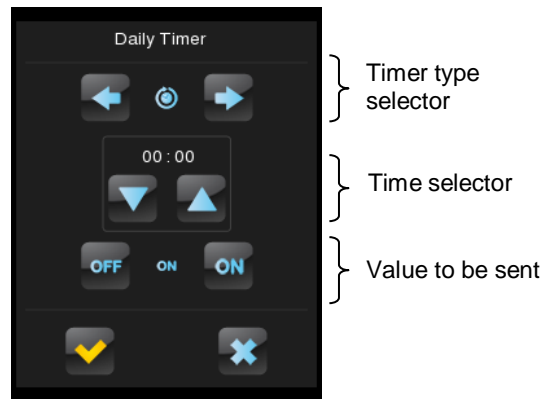 Daily Timer
Timer type
selector
00:00
Time selector
OFF ON ON
Value to be sent